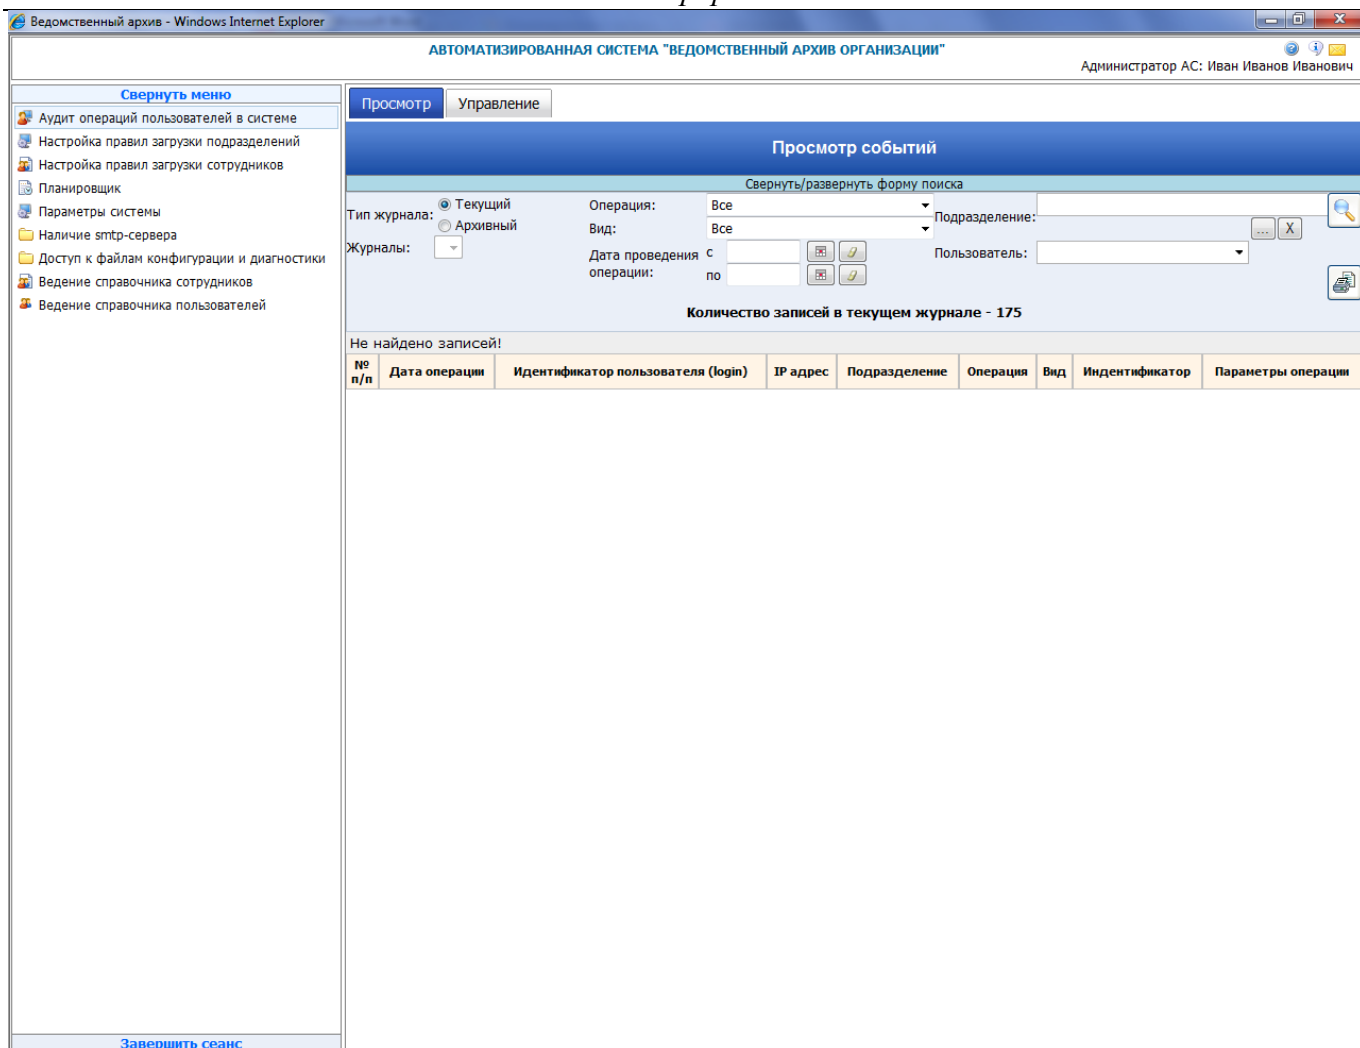 Ведомственный архив - Windows Internet Explorer
АВТОМАТИЗИРОВАННАЯ СИСТЕМА "ВЕДОМСТВЕННЫЙ АРХИВ ОРГАНИЗАЦИИ"
Администратор АС: Иван Иванов Иванович
Свернуть меню
Аудит операций пользователей в системе
Настройка правил загрузки подразделений
Настройка правил загрузки сотрудников
Планировщик
Параметры системы
Наличие smtp-сервера
Доступ к файлам конфигурации и диагностики
Ведение справочника сотрудников
Ведение справочника пользователей
Завершить сеанс
Просмотр Управление
Просмотр событий
Свернуть/развернуть форму поиска
Тип журнала: Текущий
Архивный
Журналы:
Операция: Все
Вид: Все
Дата проведения операции: с
по
Подразделение:
... X
Пользователь:
Количество записей в текущем журнале - 175
Не найдено записей!
№ п/п Дата операции Идентификатор пользователя (login) IP адрес Подразделение Операция Вид Индентификатор Параметры операции